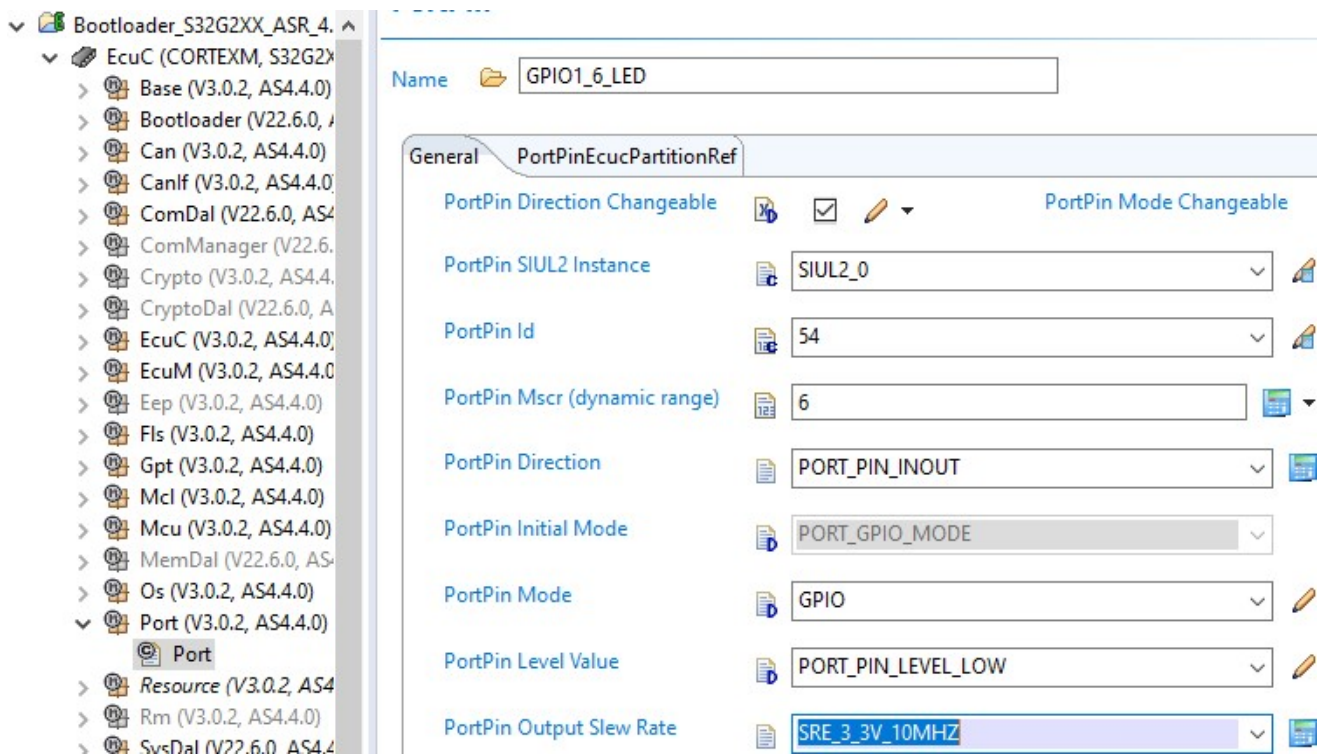 Bootloader_S32G2XX_ASR_4.
EcuC (CORTEXM, S32G2X
Base (V3.0.2, AS4.4.0)
Bootloader (V22.6.0, A
Can (V3.0.2, AS4.4.0)
CanIf (V3.0.2, AS4.4.0)
ComDal (V22.6.0, AS4
ComManager (V22.6.
Crypto (V3.0.2, AS4.4.
CryptoDal (V22.6.0, A
EcuC (V3.0.2, AS4.4.0)
EcuM (V3.0.2, AS4.4.0
Eep (V3.0.2, AS4.4.0)
Fls (V3.0.2, AS4.4.0)
Gpt (V3.0.2, AS4.4.0)
Mcl (V3.0.2, AS4.4.0)
Mcu (V3.0.2, AS4.4.0)
MemDal (V22.6.0, AS4
Os (V3.0.2, AS4.4.0)
Port (V3.0.2, AS4.4.0)
Port
Resource (V3.0.2, AS4
Rm (V3.0.2, AS4.4.0)
SysDal (V22.6.0, AS4.4
Name GPIO1_6_LED
General PortPinEcucPartitionRef
PortPin Direction Changeable PortPin Mode Changeable
PortPin SIUL2 Instance SIUL2_0
PortPin Id 54
PortPin Mscr (dynamic range) 6
PortPin Direction PORT_PIN_INOUT
PortPin Initial Mode PORT_GPIO_MODE
PortPin Mode GPIO
PortPin Level Value PORT_PIN_LEVEL_LOW
PortPin Output Slew Rate SRE_3_3V_10MHZ